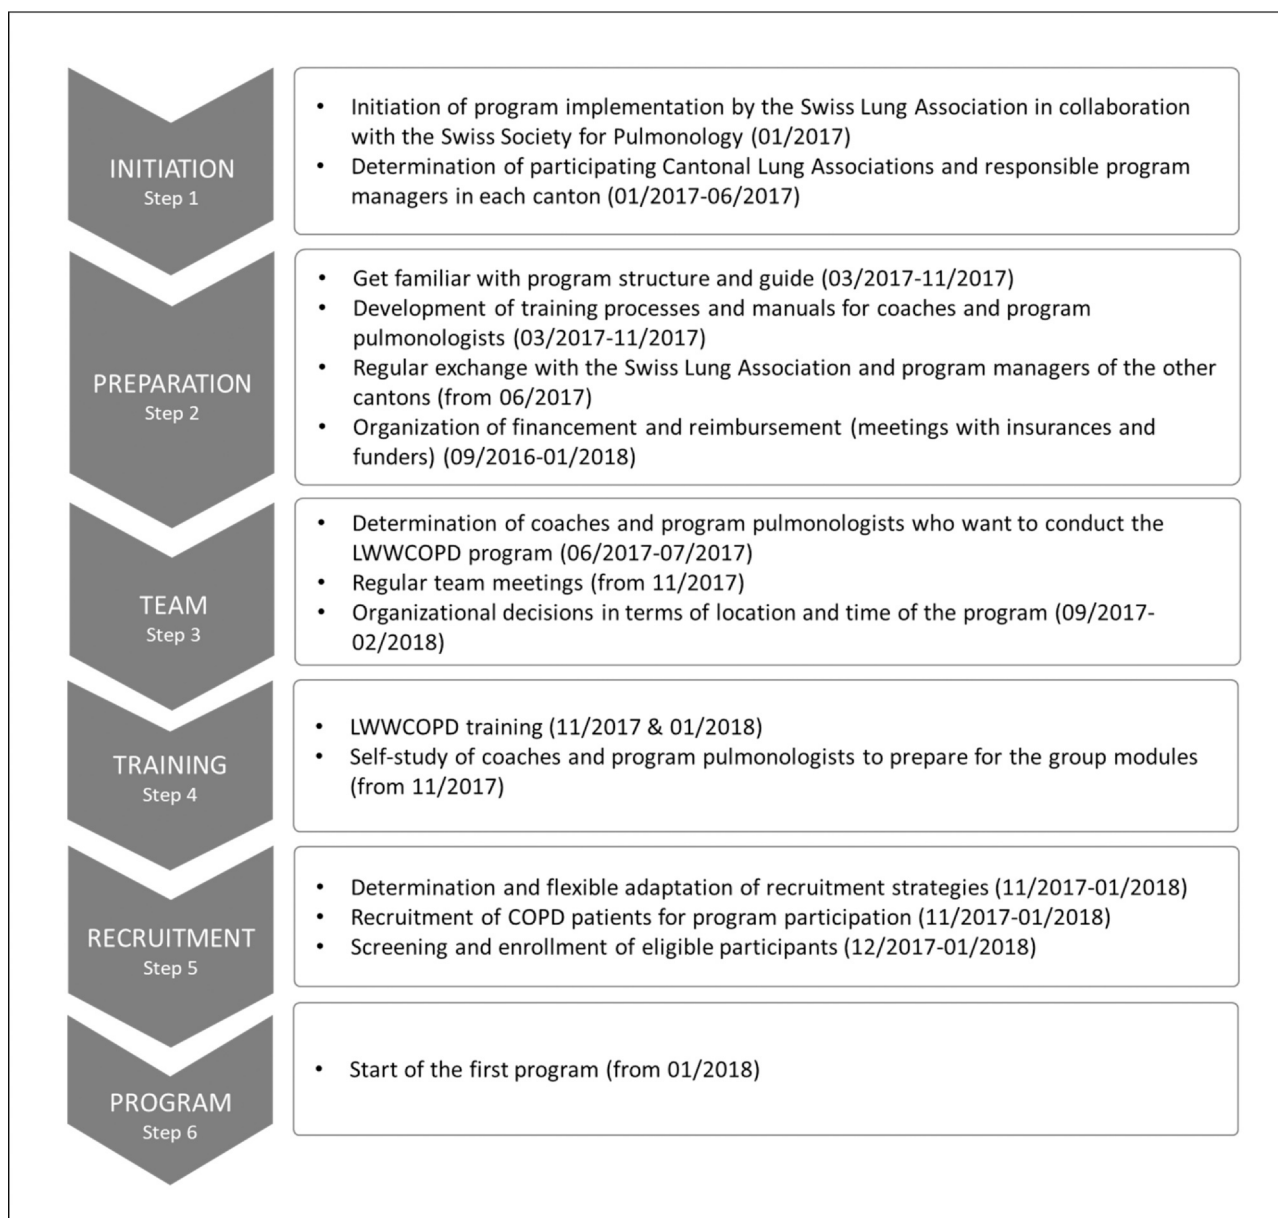 INITIATION
Step 1
• Initiation of program implementation by the Swiss Lung Association in collaboration
with the Swiss Society for Pulmonology (01/2017)
• Determination of participating Cantonal Lung Associations and responsible program
managers in each canton (01/2017-06/2017)
PREPARATION
Step 2
• Get familiar with program structure and guide (03/2017-11/2017)
• Development of training processes and manuals for coaches and program
pulmonologists (03/2017-11/2017)
• Regular exchange with the Swiss Lung Association and program managers of the other
cantons (from 06/2017)
• Organization of financement and reimbursement (meetings with insurances and
funders) (09/2016-01/2018)
TEAM
Step 3
• Determination of coaches and program pulmonologists who want to conduct the
LWWCOPD program (06/2017-07/2017)
• Regular team meetings (from 11/2017)
• Organizational decisions in terms of location and time of the program (09/2017-
02/2018)
TRAINING
Step 4
• LWWCOPD training (11/2017 & 01/2018)
• Self-study of coaches and program pulmonologists to prepare for the group modules
(from 11/2017)
RECRUITMENT
Step 5
• Determination and flexible adaptation of recruitment strategies (11/2017-01/2018)
• Recruitment of COPD patients for program participation (11/2017-01/2018)
• Screening and enrollment of eligible participants (12/2017-01/2018)
PROGRAM
Step 6
• Start of the first program (from 01/2018)